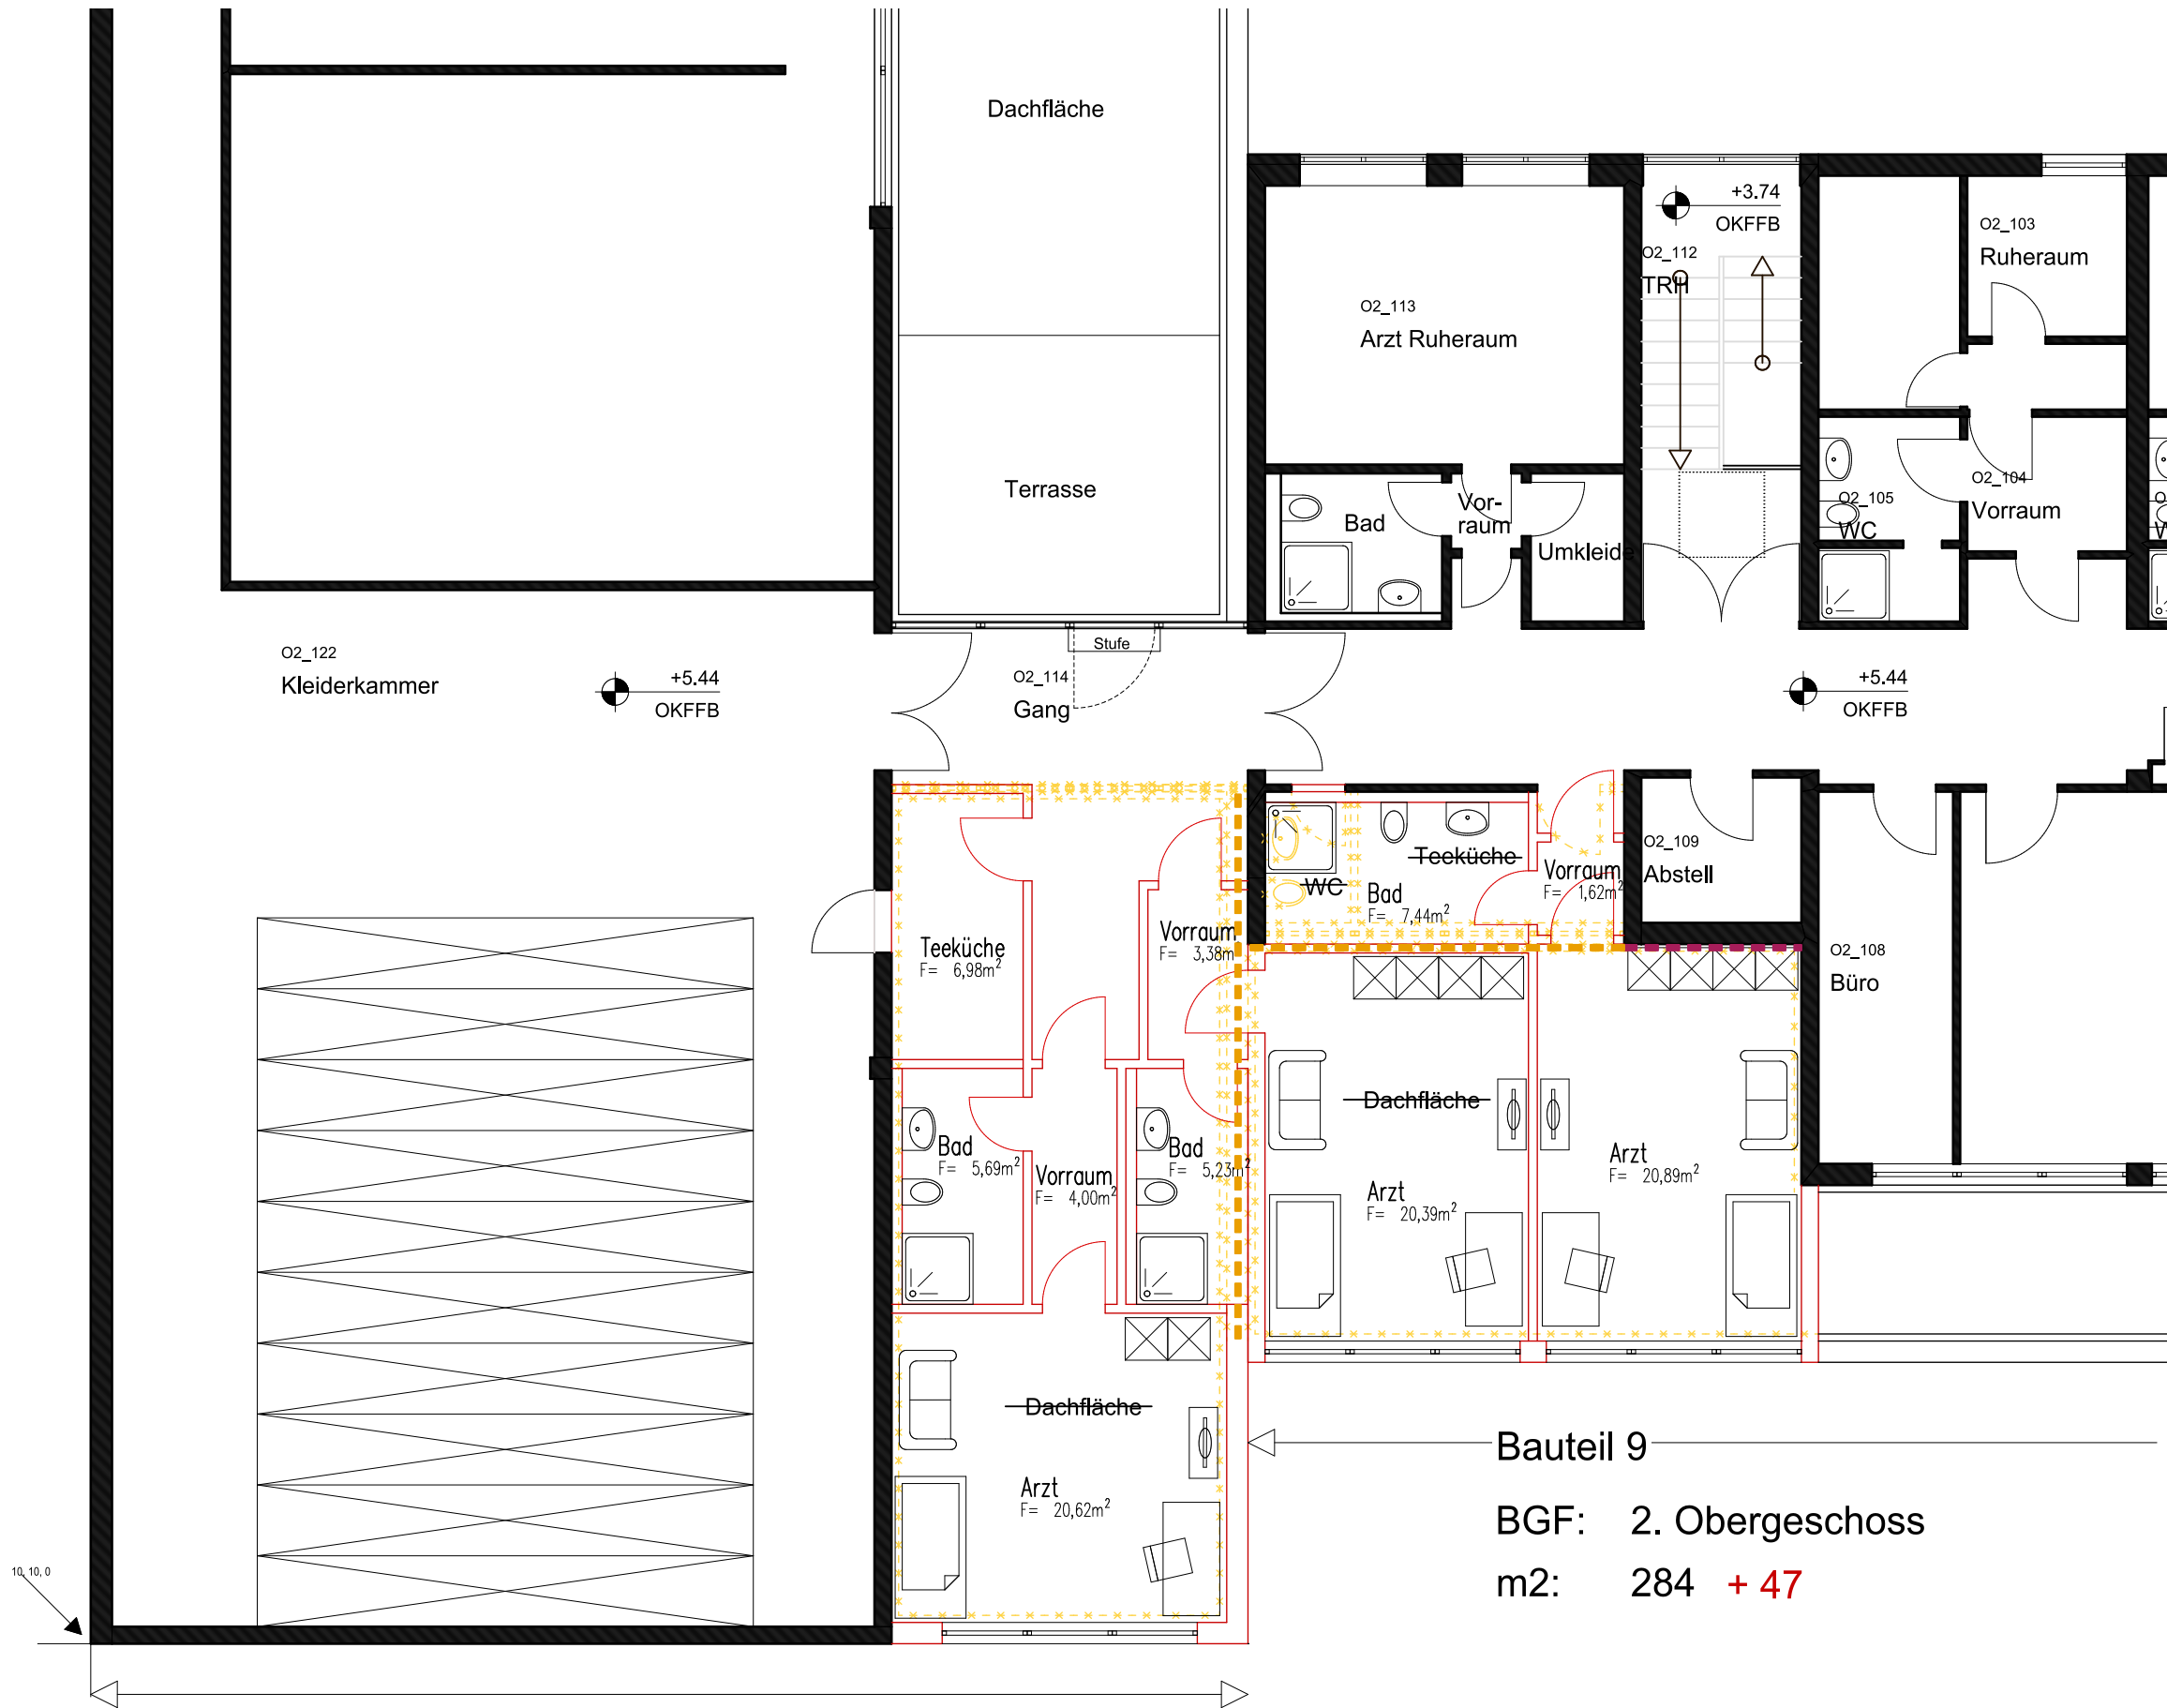 Dachfläche
+3.74
OKFFB
O2_103
Ruheraum
O2_112
TRH
O2_113
Arzt Ruheraum
Terrasse
Bad
Vor-
raum
Umkleide
O2_105
WC
O2_104
Vorraum
Stufe
O2_122
Kleiderkammer
+5.44
OKFFB
O2_114
Gang
+5.44
OKFFB
Teeküche
WC
Bad
F= 7,44m²
Vorraum
F= 1,62m²
O2_109
Abstell
Teeküche
F= 6,98m²
Vorraum
F= 3,38m
O2_108
Büro
Dachfläche
Bad
F= 5,69m²
Vorraum
F= 4,00m²
Bad
F= 5,23m²
Arzt
F= 20,39m²
Arzt
F= 20,89m²
Dachfläche
Arzt
F= 20,62m²
Bauteil 9
BGF: 2. Obergeschoss
m2: 284 + 47
10, 10, 0